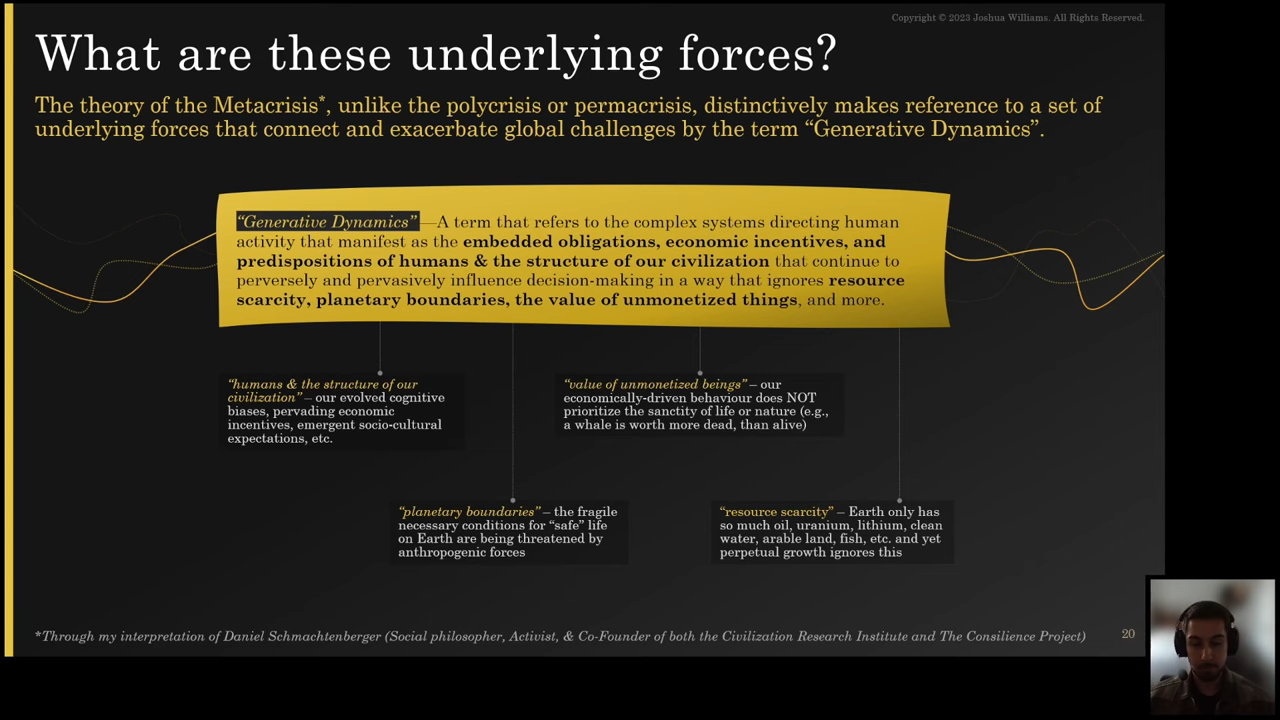 Copyright © 2023 Joshua Williams. All Rights Reserved.
What are these underlying forces?
The theory of the Metacrisis*, unlike the polycrisis or permacrisis, distinctively makes reference to a set of
underlying forces that connect and exacerbate global challenges by the term “Generative Dynamics”.
“Generative Dynamics”—A term that refers to the complex systems directing human
activity that manifest as the embedded obligations, economic incentives, and
predispositions of humans & the structure of our civilization that continue to
perversely and pervasively influence decision-making in a way that ignores resource
scarcity, planetary boundaries, the value of unmonetized things, and more.
“humans & the structure of our
civilization” – our evolved cognitive
biases, pervading economic
incentives, emergent socio-cultural
expectations, etc.
“value of unmonetized beings” – our
economically-driven behaviour does NOT
prioritize the sanctity of life or nature (e.g.,
a whale is worth more dead, than alive)
“planetary boundaries” – the fragile
necessary conditions for “safe” life
on Earth are being threatened by
anthropogenic forces
“resource scarcity” – Earth only has
so much oil, uranium, lithium, clean
water, arable land, fish, etc. and yet
perpetual growth ignores this
*Through my interpretation of Daniel Schmachtenberger (Social philosopher, Activist, & Co-Founder of both the Civilization Research Institute and The Consilience Project)
20